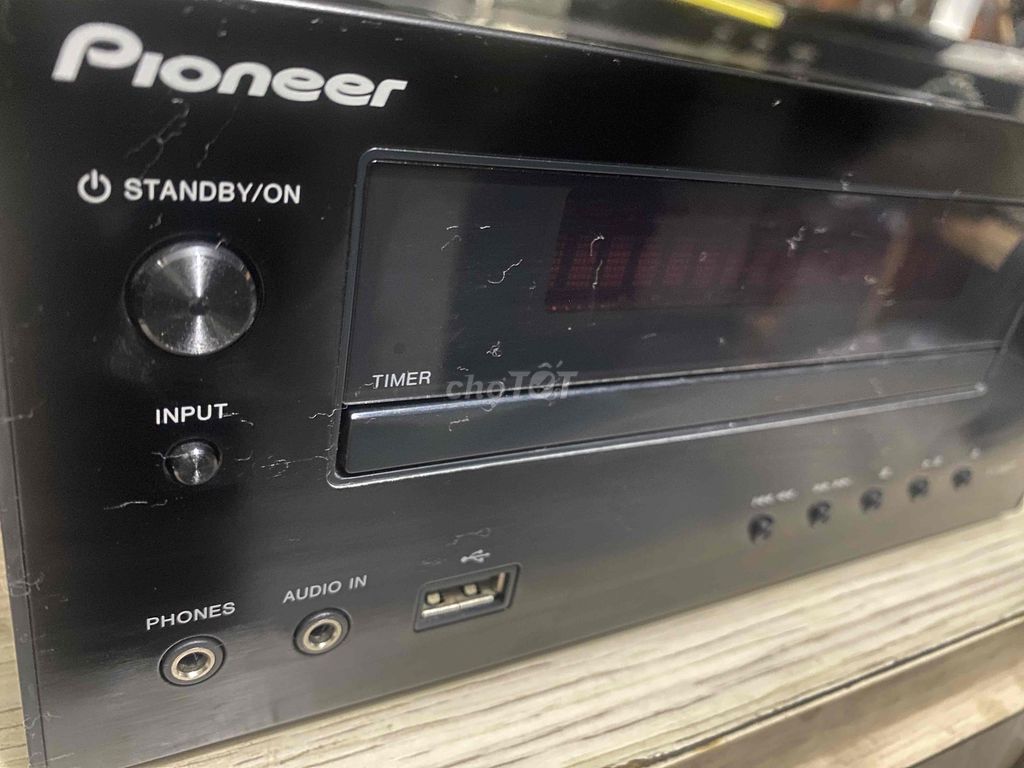 Pioneer
STANDBY/ON
TIMER
chợTỐT
INPUT
PHONES
AUDIO IN